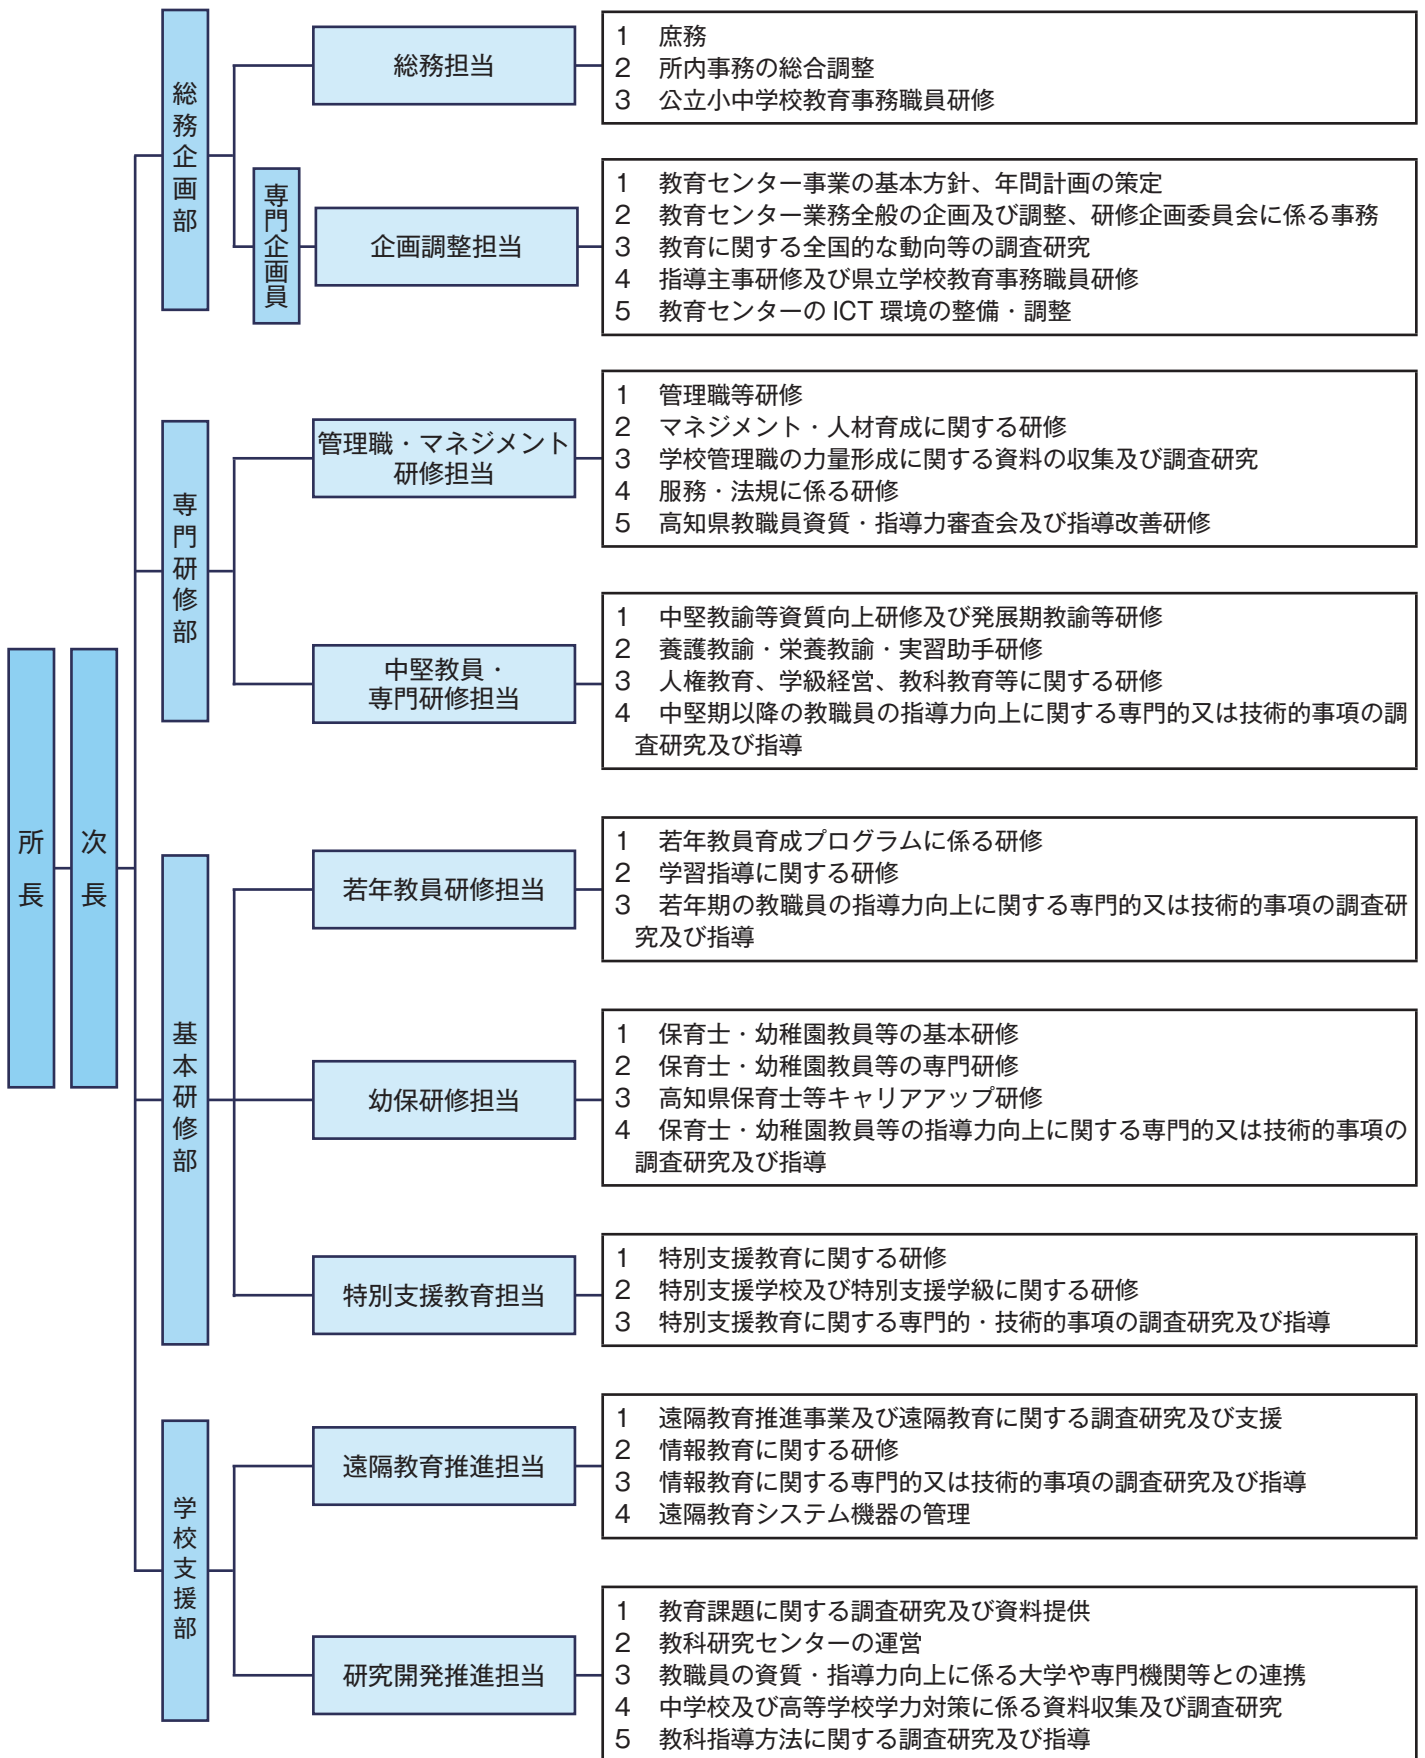 所長
次長
総務企画部
総務担当
1 庶務
2 所内事務の総合調整
3 公立小中学校教育事務職員研修
専門企画員
企画調整担当
1 教育センター事業の基本方針、年間計画の策定
2 教育センター業務全般の企画及び調整、研修企画委員会に係る事務
3 教育に関する全国的な動向等の調査研究
4 指導主事研修及び県立学校教育事務職員研修
5 教育センターの ICT 環境の整備・調整
専門研修部
管理職・マネジメント
研修担当
1 管理職等研修
2 マネジメント・人材育成に関する研修
3 学校管理職の力量形成に関する資料の収集及び調査研究
4 服務・法規に係る研修
5 高知県教職員資質・指導力審査会及び指導改善研修
中堅教員・
専門研修担当
1 中堅教諭等資質向上研修及び発展期教諭等研修
2 養護教諭・栄養教諭・実習助手研修
3 人権教育、学級経営、教科教育等に関する研修
4 中堅期以降の教職員の指導力向上に関する専門的又は技術的事項の調
査研究及び指導
基本研修部
若年教員研修担当
1 若年教員育成プログラムに係る研修
2 学習指導に関する研修
3 若年期の教職員の指導力向上に関する専門的又は技術的事項の調査研
究及び指導
幼保研修担当
1 保育士・幼稚園教員等の基本研修
2 保育士・幼稚園教員等の専門研修
3 高知県保育士等キャリアアップ研修
4 保育士・幼稚園教員等の指導力向上に関する専門的又は技術的事項の
調査研究及び指導
特別支援教育担当
1 特別支援教育に関する研修
2 特別支援学校及び特別支援学級に関する研修
3 特別支援教育に関する専門的・技術的事項の調査研究及び指導
学校支援部
遠隔教育推進担当
1 遠隔教育推進事業及び遠隔教育に関する調査研究及び支援
2 情報教育に関する研修
3 情報教育に関する専門的又は技術的事項の調査研究及び指導
4 遠隔教育システム機器の管理
研究開発推進担当
1 教育課題に関する調査研究及び資料提供
2 教科研究センターの運営
3 教職員の資質・指導力向上に係る大学や専門機関等との連携
4 中学校及び高等学校学力対策に係る資料収集及び調査研究
5 教科指導方法に関する調査研究及び指導